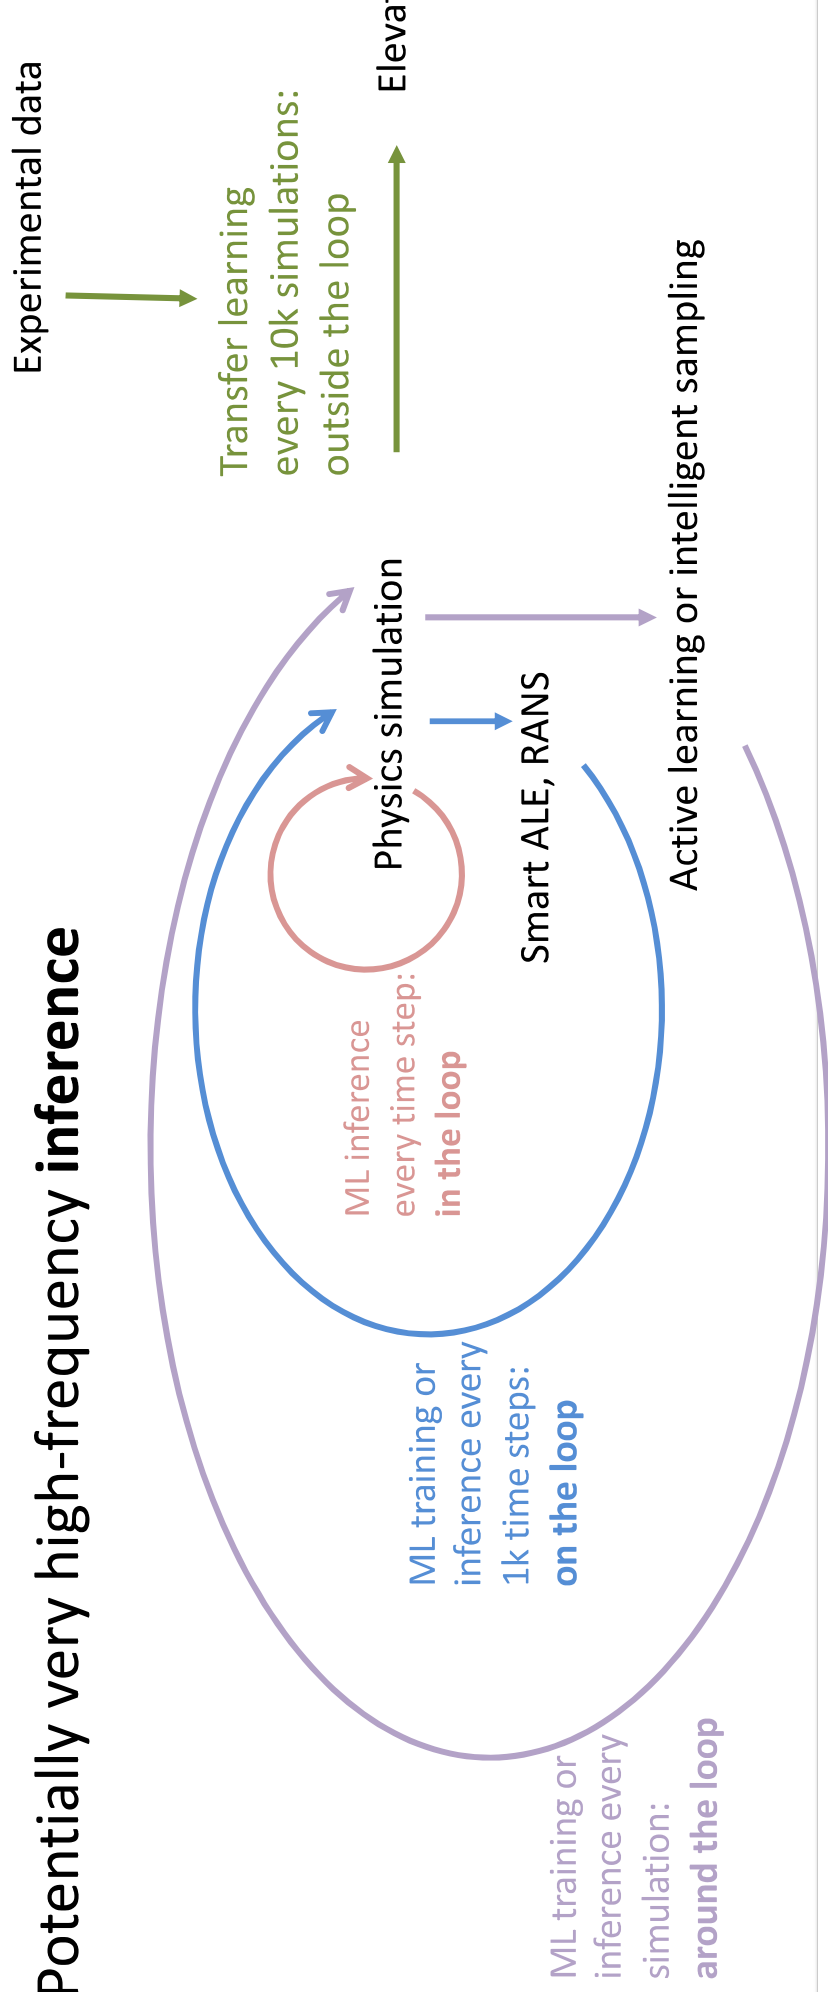 Potentially very high-frequency inference
Experimental data
Transfer learning
every 10k simulations:
outside the loop
Physics simulation
ML inference
every time step:
in the loop
Smart ALE, RANS
ML training or
inference every
1k time steps:
on the loop
Active learning or intelligent sampling
ML training or
inference every
simulation:
around the loop